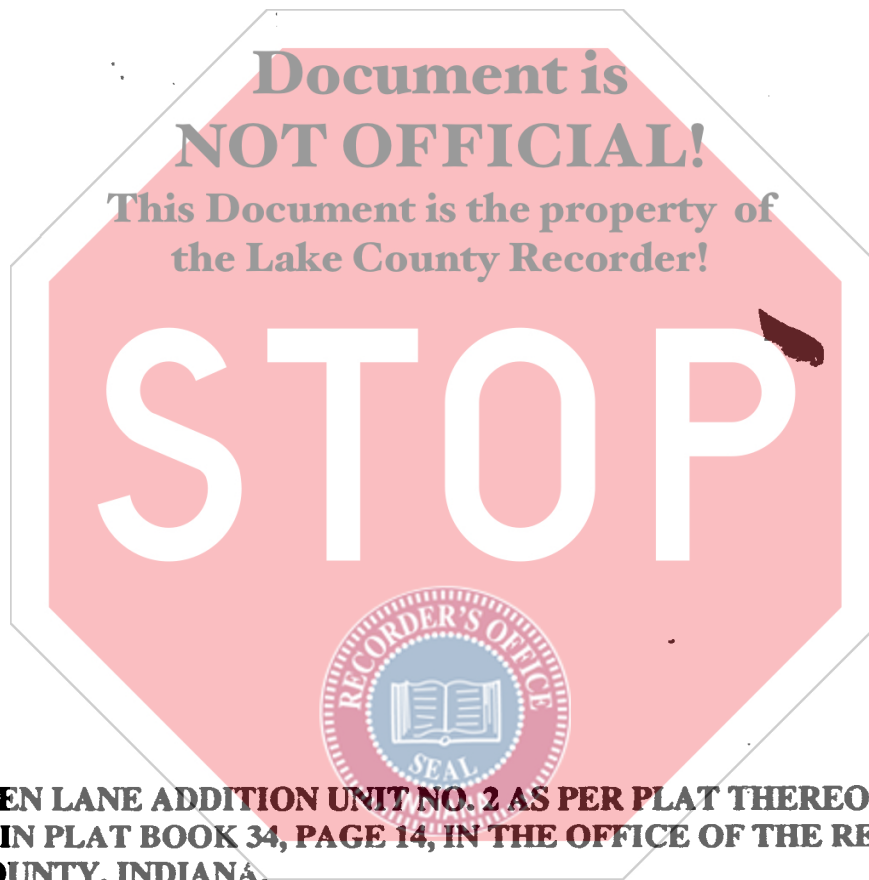 Document is
NOT OFFICIAL!
This Document is the property of
the Lake County Recorder!
STOP
RECORDER'S OFFICE
SEAL
INDIANA
EN LANE ADDITION UNIT NO. 2 AS PER PLAT THEREO
IN PLAT BOOK 34, PAGE 14, IN THE OFFICE OF THE RE
OUNTY, INDIANA.